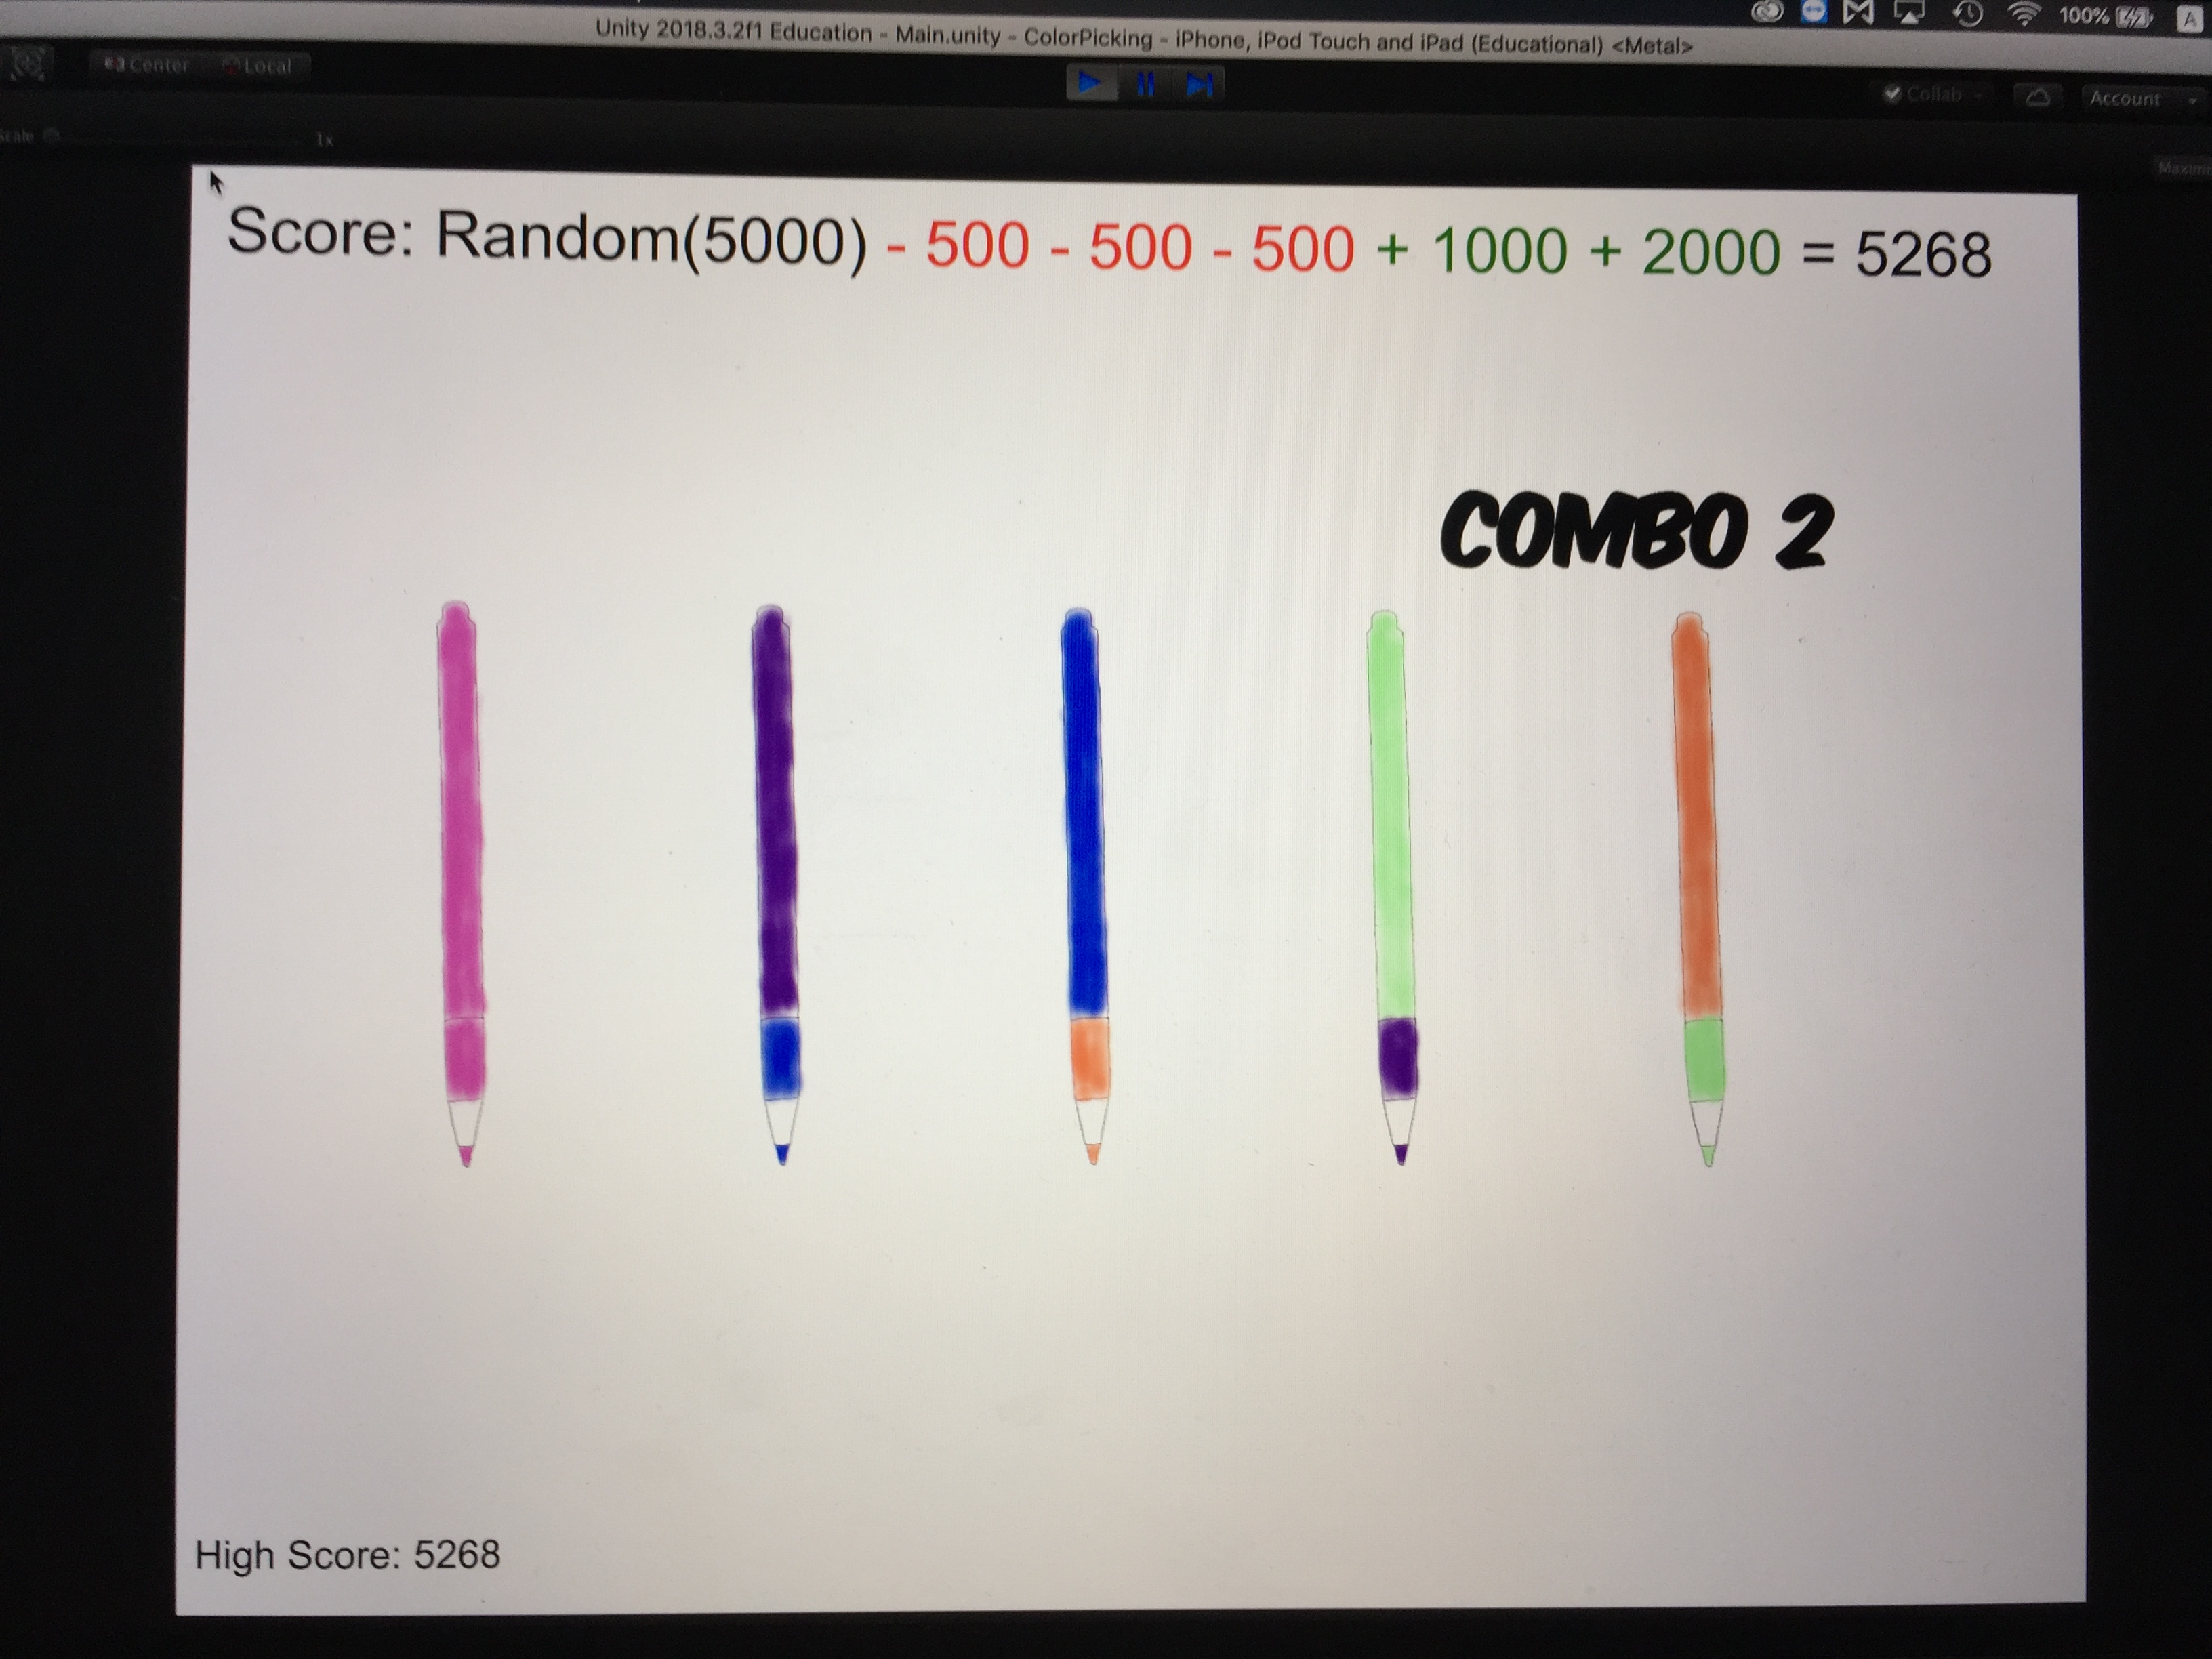 100%
A
Unity 2018.3.2f1 Education - Main.unity - ColorPicking - iPhone, iPod Touch and iPad (Educational) <Metal>
Center Local
Collab
Account
Scale 1x
Score: Random(5000) - 500 - 500 - 500 + 1000 + 2000 = 5268
COMBO 2
High Score: 5268